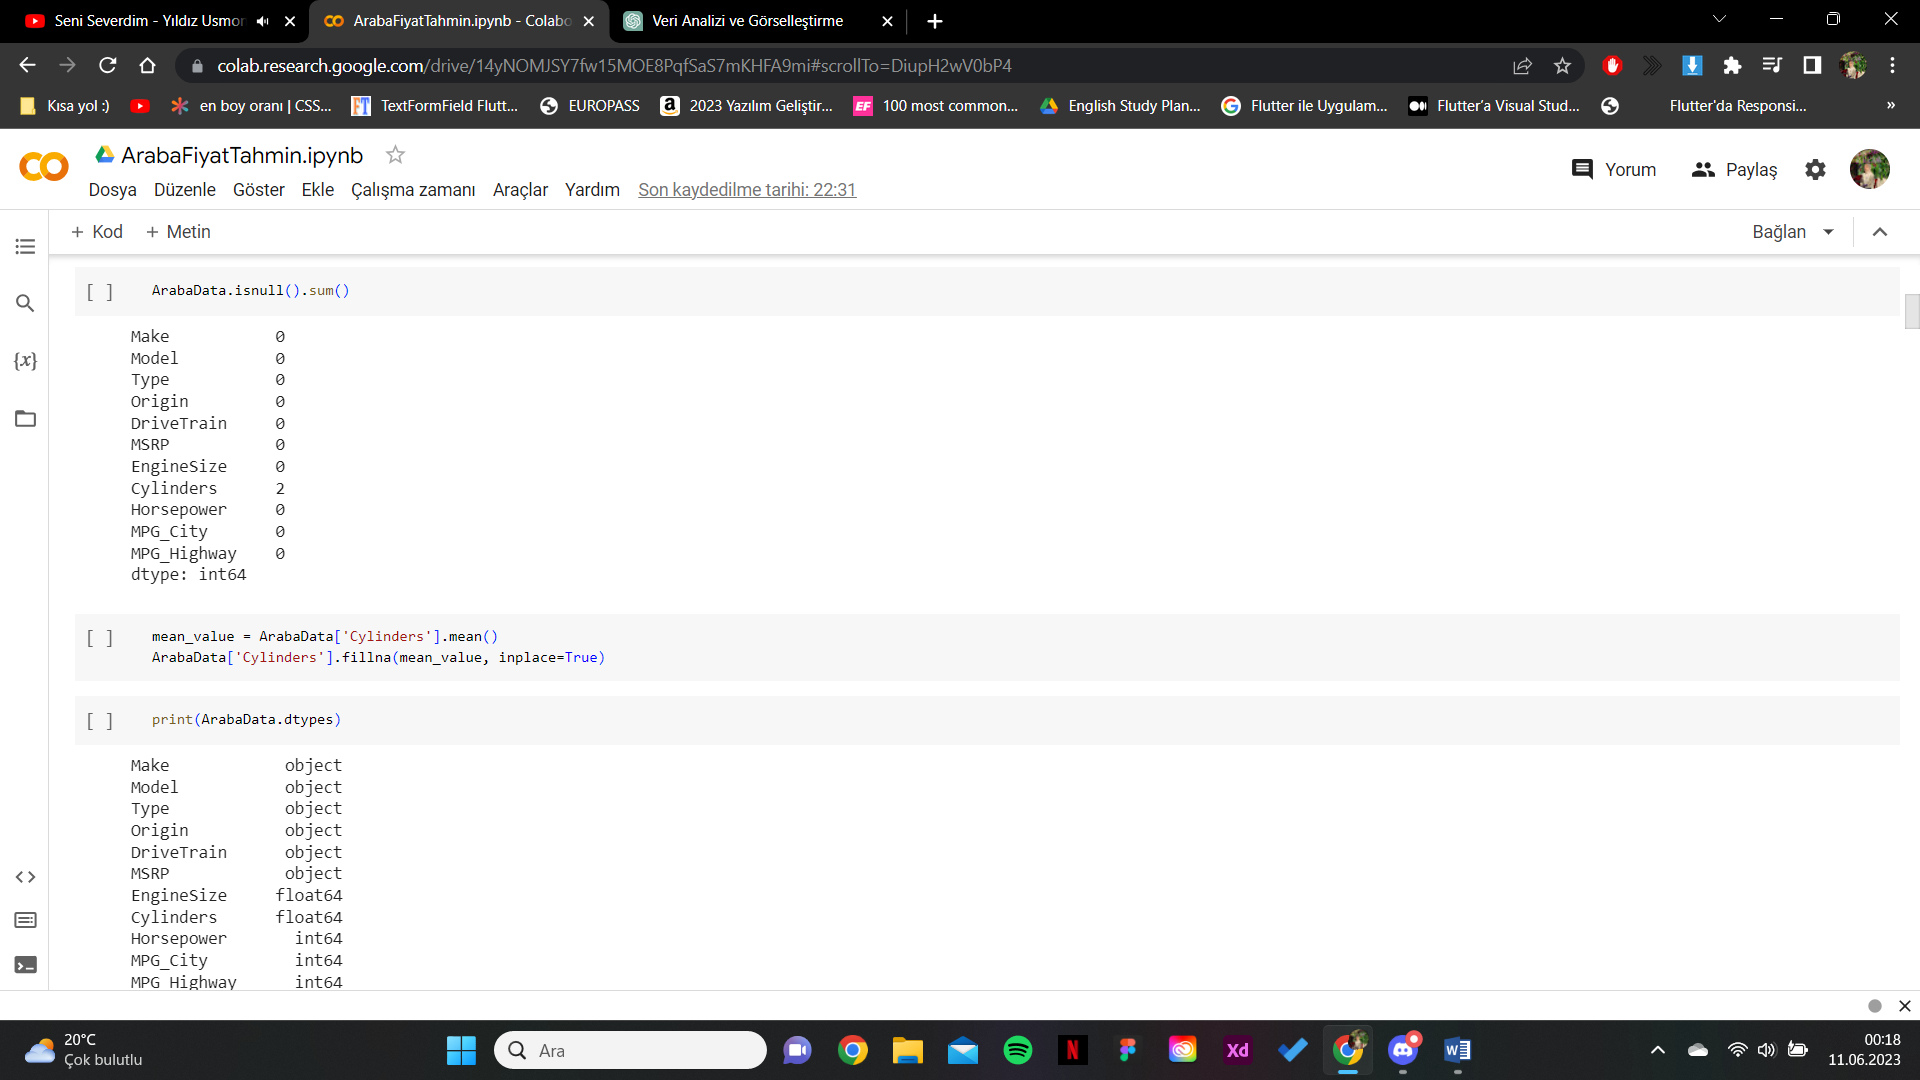 Seni Severdim - Yıldız Usmon
ArabaFiyatTahmin.ipynb - Colabo
Veri Analizi ve Görselleştirme
colab.research.google.com/drive/14yNOMJSY7fw15MOE8PqfSaS7mKHFA9mi#scrollTo=DiupH2wV0bP4
Kısa yol :)
en boy oranı | CSS...
TextFormField Flutt...
EUROPASS
2023 Yazılım Geliştir...
100 most common...
English Study Plan...
Flutter ile Uygulam...
Flutter'a Visual Stud...
Flutter'da Responsi...
»
ArabaFiyatTahmin.ipynb
Yorum
Paylaş
Dosya Düzenle Göster Ekle Çalışma zamanı Araçlar Yardım Son kaydedilme tarihi: 22:31
+ Kod + Metin
Bağlan
{x}
[ ] ArabaData.isnull().sum()
Make 0
Model 0
Type 0
Origin 0
DriveTrain 0
MSRP 0
EngineSize 0
Cylinders 2
Horsepower 0
MPG_City 0
MPG_Highway 0
dtype: int64
[ ] mean_value = ArabaData['Cylinders'].mean()
ArabaData['Cylinders'].fillna(mean_value, inplace=True)
[ ] print(ArabaData.dtypes)
Make object
Model object
Type object
Origin object
DriveTrain object
MSRP object
EngineSize float64
Cylinders float64
Horsepower int64
MPG_City int64
MPG_Highway int64
20°C
Çok bulutlu
Ara
N
Xd
W
00:18
11.06.2023